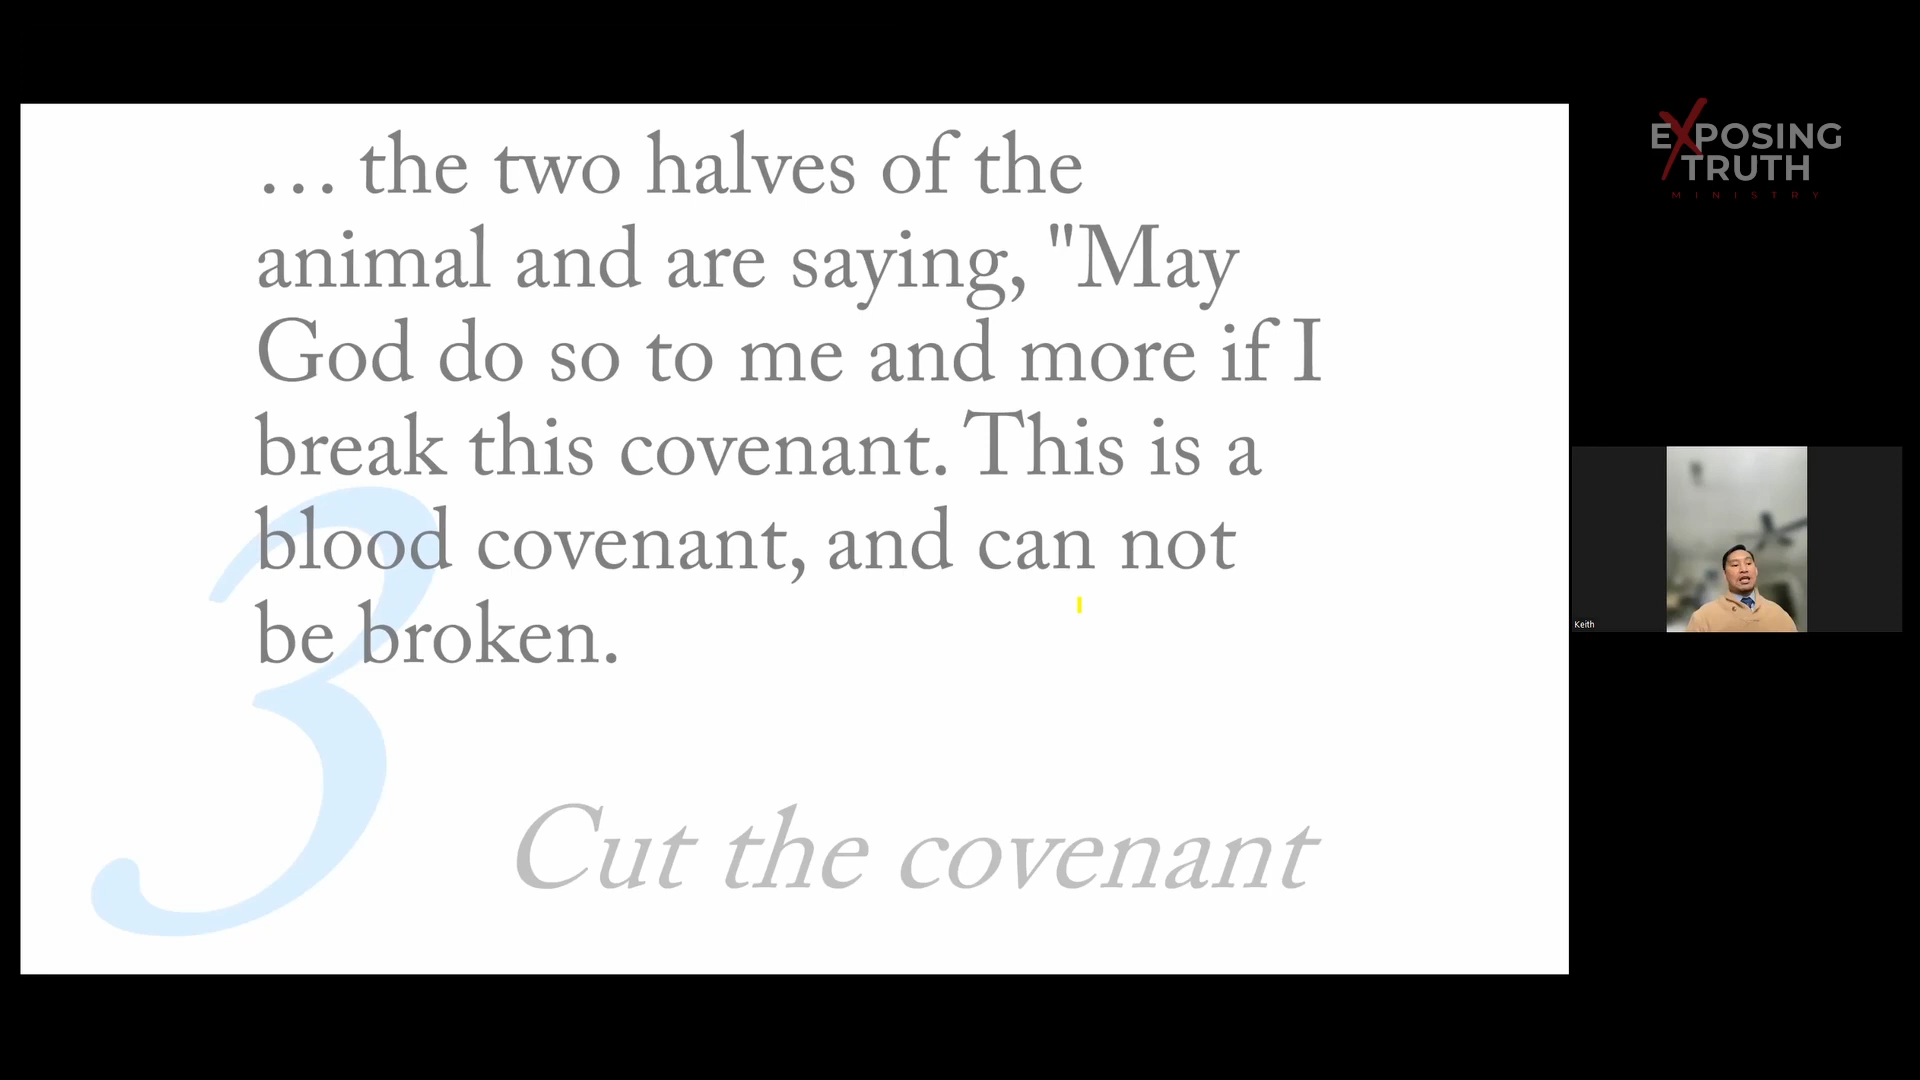 … the two halves of the
animal and are saying, "May
God do so to me and more if I
break this covenant. This is a
blood covenant, and can not
be broken.
3
Cut the covenant
EXPOSING
TRUTH
MINISTRY
Keith